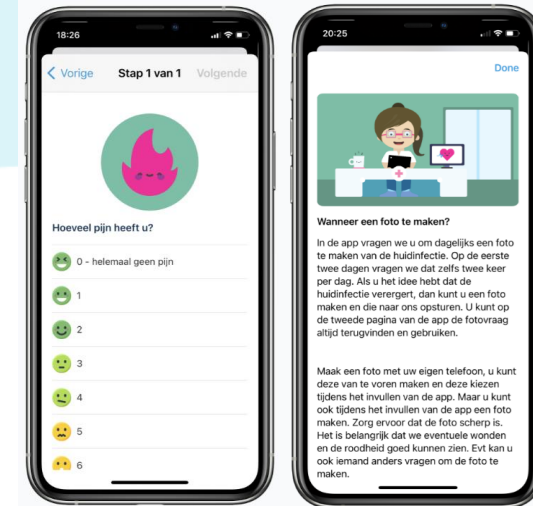 18:26
Vorige Stap 1 van 1 Volgende
Hoeveel pijn heeft u?
0 - helemaal geen pijn
1
2
3
4
5
6
20:25
Done
Wanneer een foto te maken?
In de app vragen we u om dagelijks een foto
te maken van de huidinfectie. Op de eerste
twee dagen vragen we dat zelfs twee keer
per dag. Als u het idee hebt dat de
huidinfectie verergert, dan kunt u een foto
maken en die naar ons opsturen. U kunt op
de tweede pagina van de app de fotovraag
altijd terugvinden en gebruiken.
Maak een foto met uw eigen telefoon, u kunt
deze van te voren maken en deze kiezen
tijdens het invullen van de app. Maar u kunt
ook tijdens het invullen van de app een foto
maken. Zorg ervoor dat de foto scherp is.
Het is belangrijk dat we eventuele wonden
en de roodheid goed kunnen zien. Evt kan u
ook iemand anders vragen om de foto te
maken.